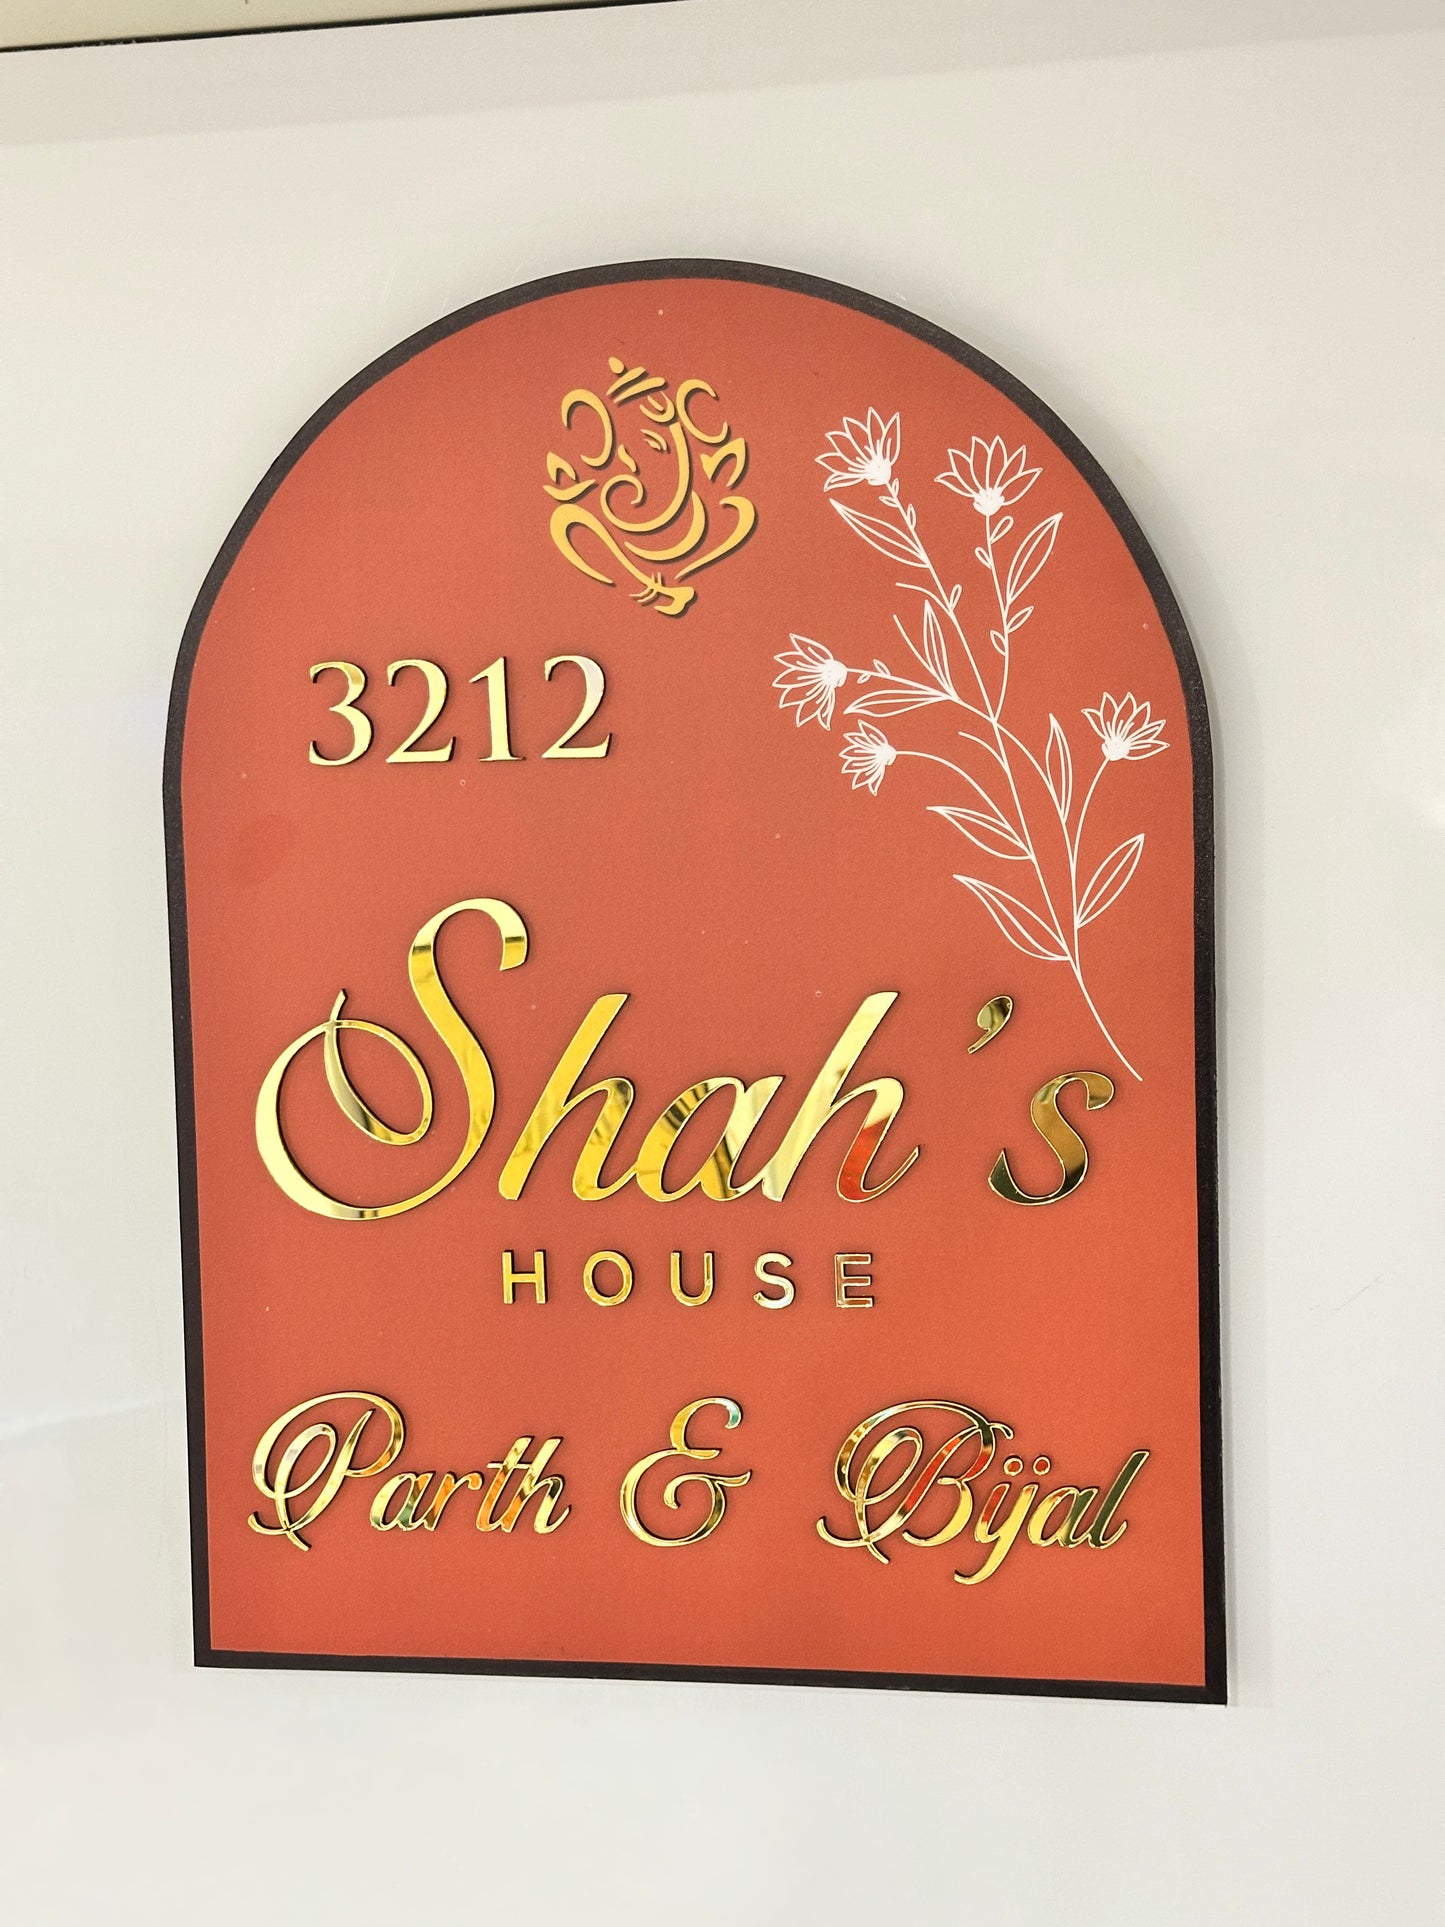 3212
Shah's
HOUSE
Parth & Bijal